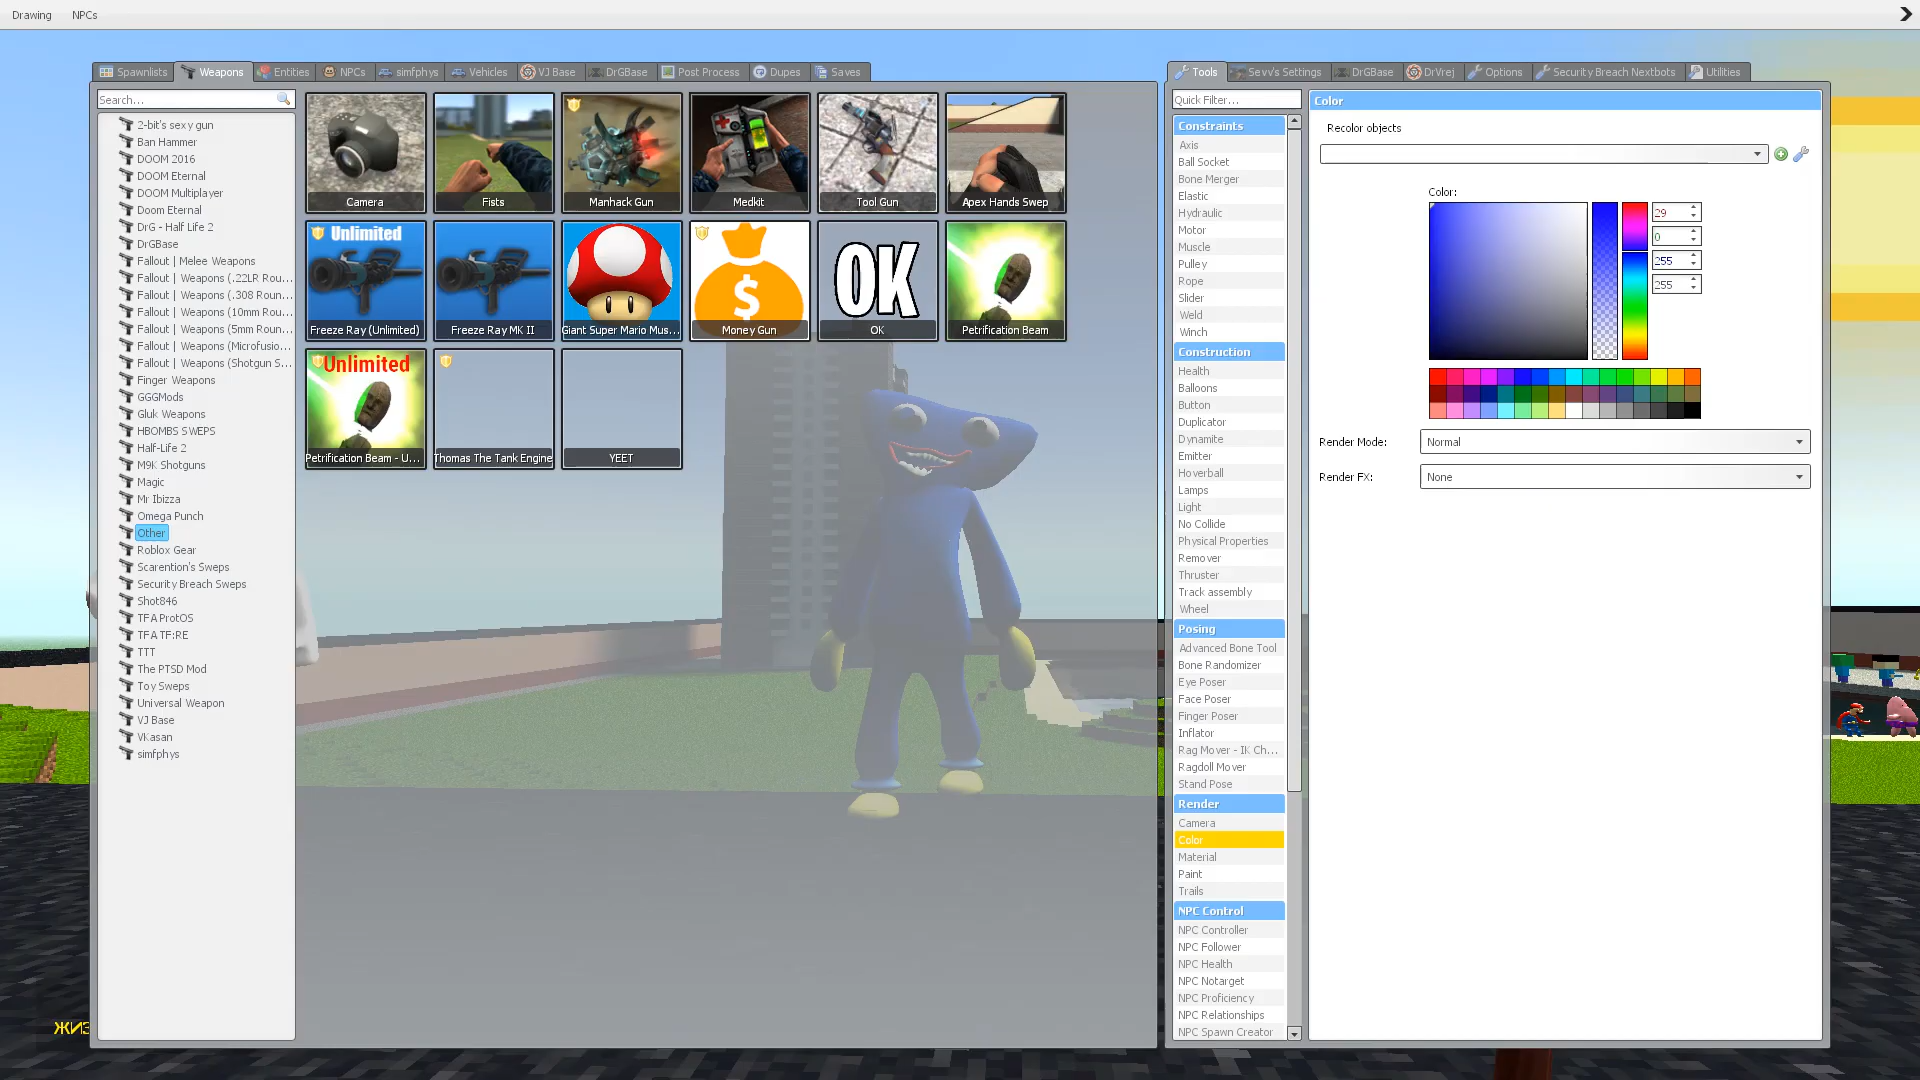 Drawing NPCs
Spawnlists Weapons Entities NPCs simfphys Vehicles VJ Base DrGBase Post Process Dupes Saves
Search...
2-bit's sexy gun
Ban Hammer
DOOM 2016
DOOM Eternal
DOOM Multiplayer
Doom Eternal
DrG - Half Life 2
DrGBase
Fallout | Melee Weapons
Fallout | Weapons (.22LR Rou...
Fallout | Weapons (.308 Roun...
Fallout | Weapons (10mm Roun...
Fallout | Weapons (5mm Roun...
Fallout | Weapons (Microfusio...
Fallout | Weapons (Shotgun S...
Finger Weapons
GGGMods
Gluk Weapons
HBOMBS SWEPS
Half-Life 2
M9K Shotguns
Magic
Mr Ibizza
Omega Punch
Other
Roblox Gear
Scarention's Sweps
Security Breach Sweps
Shot846
TFA ProtOS
TFA TF:RE
TTT
The PTSD Mod
Toy Sweps
Universal Weapon
VJ Base
VKasan
simfphys
Camera
Fists
Manhack Gun
Medkit
Tool Gun
Apex Hands Swep
Unlimited
Freeze Ray (Unlimited)
Freeze Ray MK II
Giant Super Mario Mus...
$
Money Gun
OK
OK
Petrification Beam
Unlimited
Petrification Beam - U...
Thomas The Tank Engine
YEET
ЖИЗ
Tools Sevv's Settings DrGBase DrVrej Options Security Breach Nextbots Utilities
Quick Filter...
Constraints
Axis
Ball Socket
Bone Merger
Elastic
Hydraulic
Motor
Muscle
Pulley
Rope
Slider
Weld
Winch
Construction
Health
Balloons
Button
Duplicator
Dynamite
Emitter
Hoverball
Lamps
Light
No Collide
Physical Properties
Remover
Thruster
Track assembly
Wheel
Posing
Advanced Bone Tool
Bone Randomizer
Eye Poser
Face Poser
Finger Poser
Inflator
Rag Mover - IK Ch...
Ragdoll Mover
Stand Pose
Render
Camera
Color
Material
Paint
Trails
NPC Control
NPC Controller
NPC Follower
NPC Health
NPC Notarget
NPC Proficiency
NPC Relationships
NPC Spawn Creator
Color
Recolor objects
Color:
29
0
255
255
Render Mode: Normal
Render FX: None